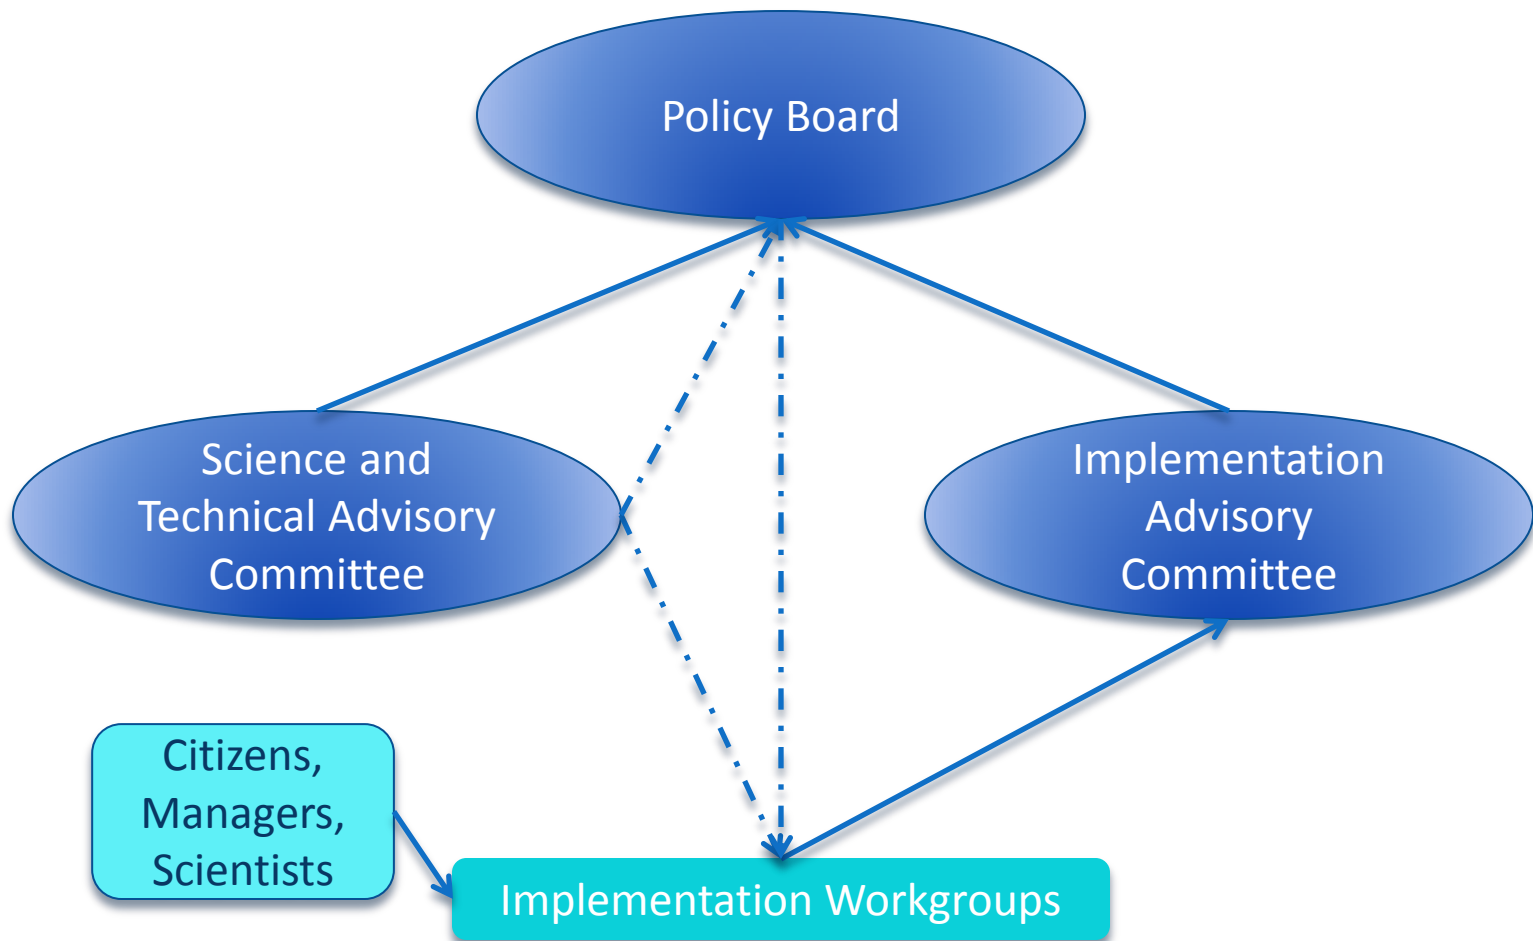 Policy Board
Science and
Technical Advisory
Committee
Implementation
Advisory
Committee
Citizens,
Managers,
Scientists
Implementation Workgroups